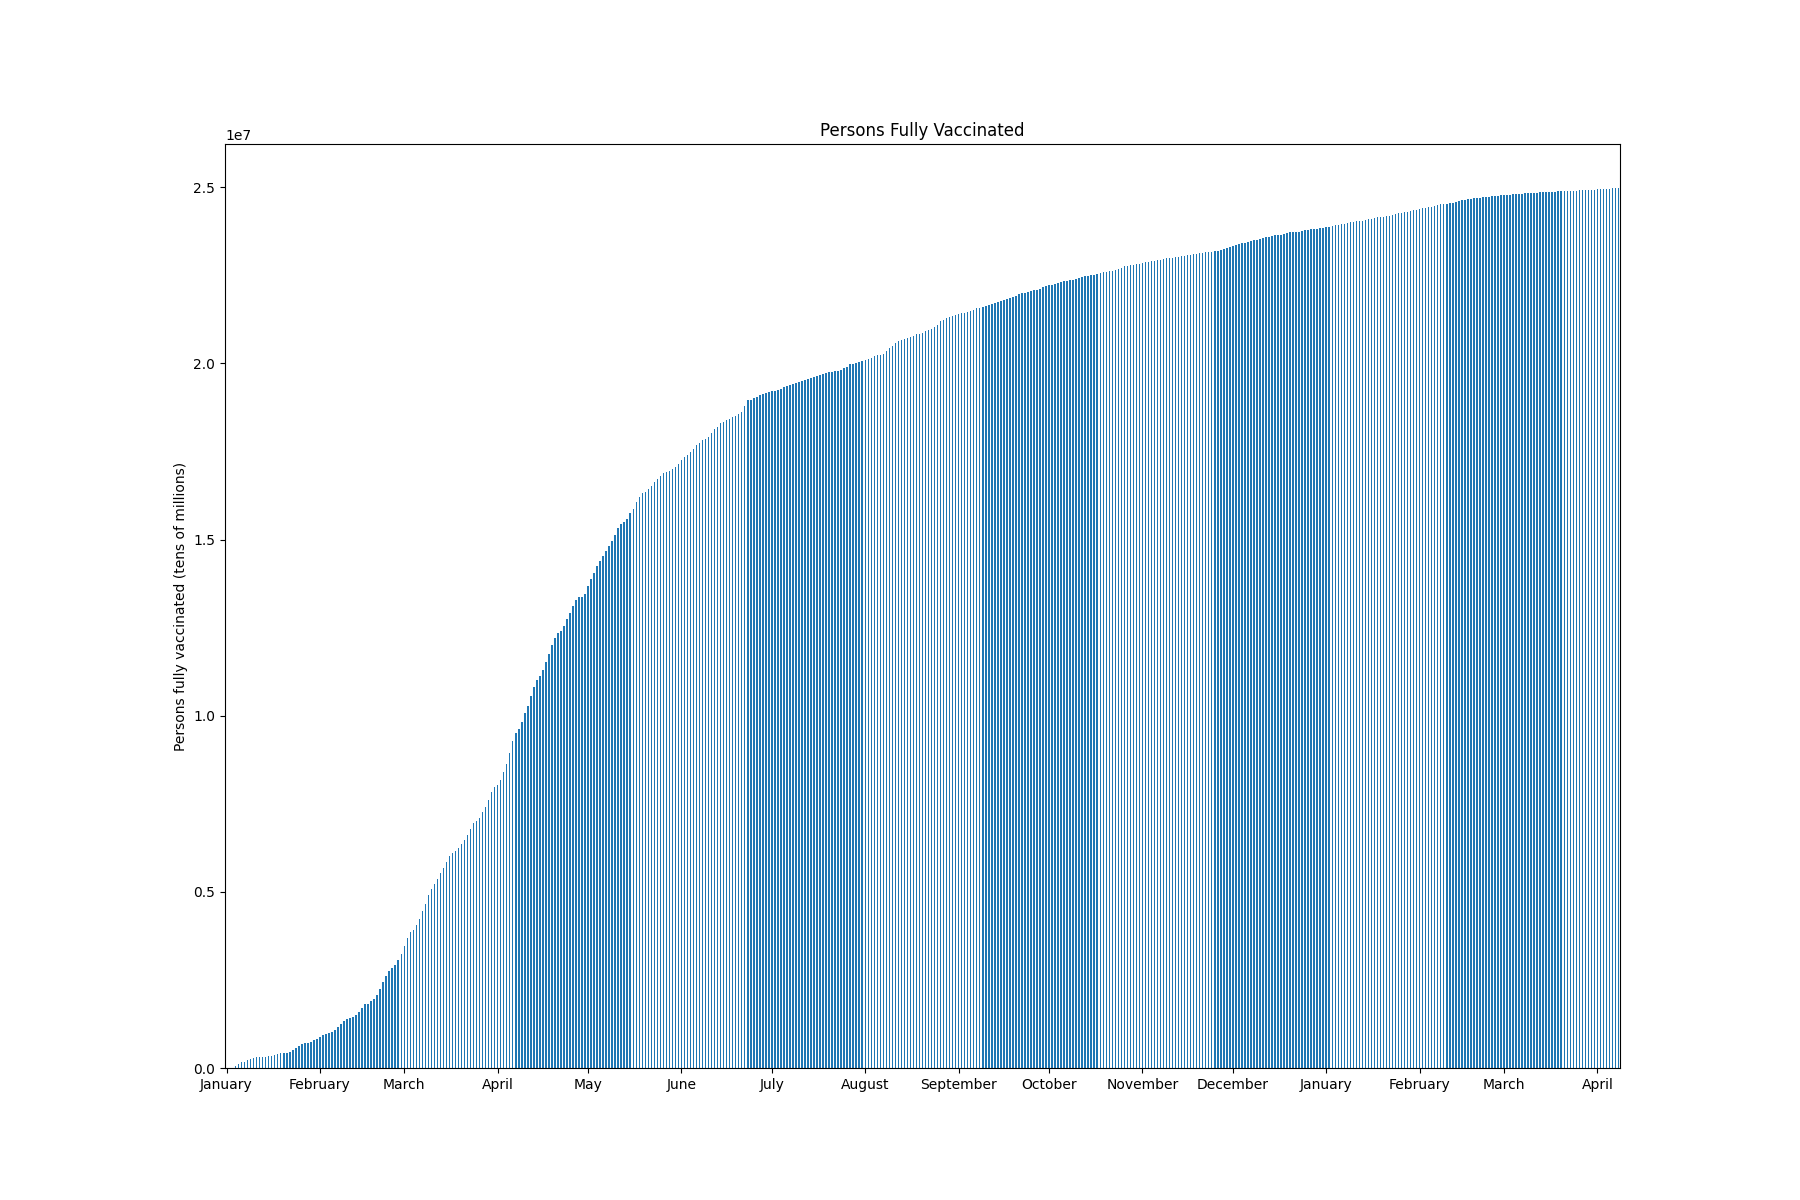 Persons Fully Vaccinated
1e7
2.5
2.0
1.5
1.0
0.5
0.0
Persons fully vaccinated (tens of millions)
January February March April May June July August September October November December January February March April